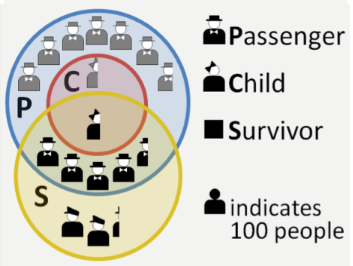 C
P
S
Passenger
Child
Survivor
indicates
100 people